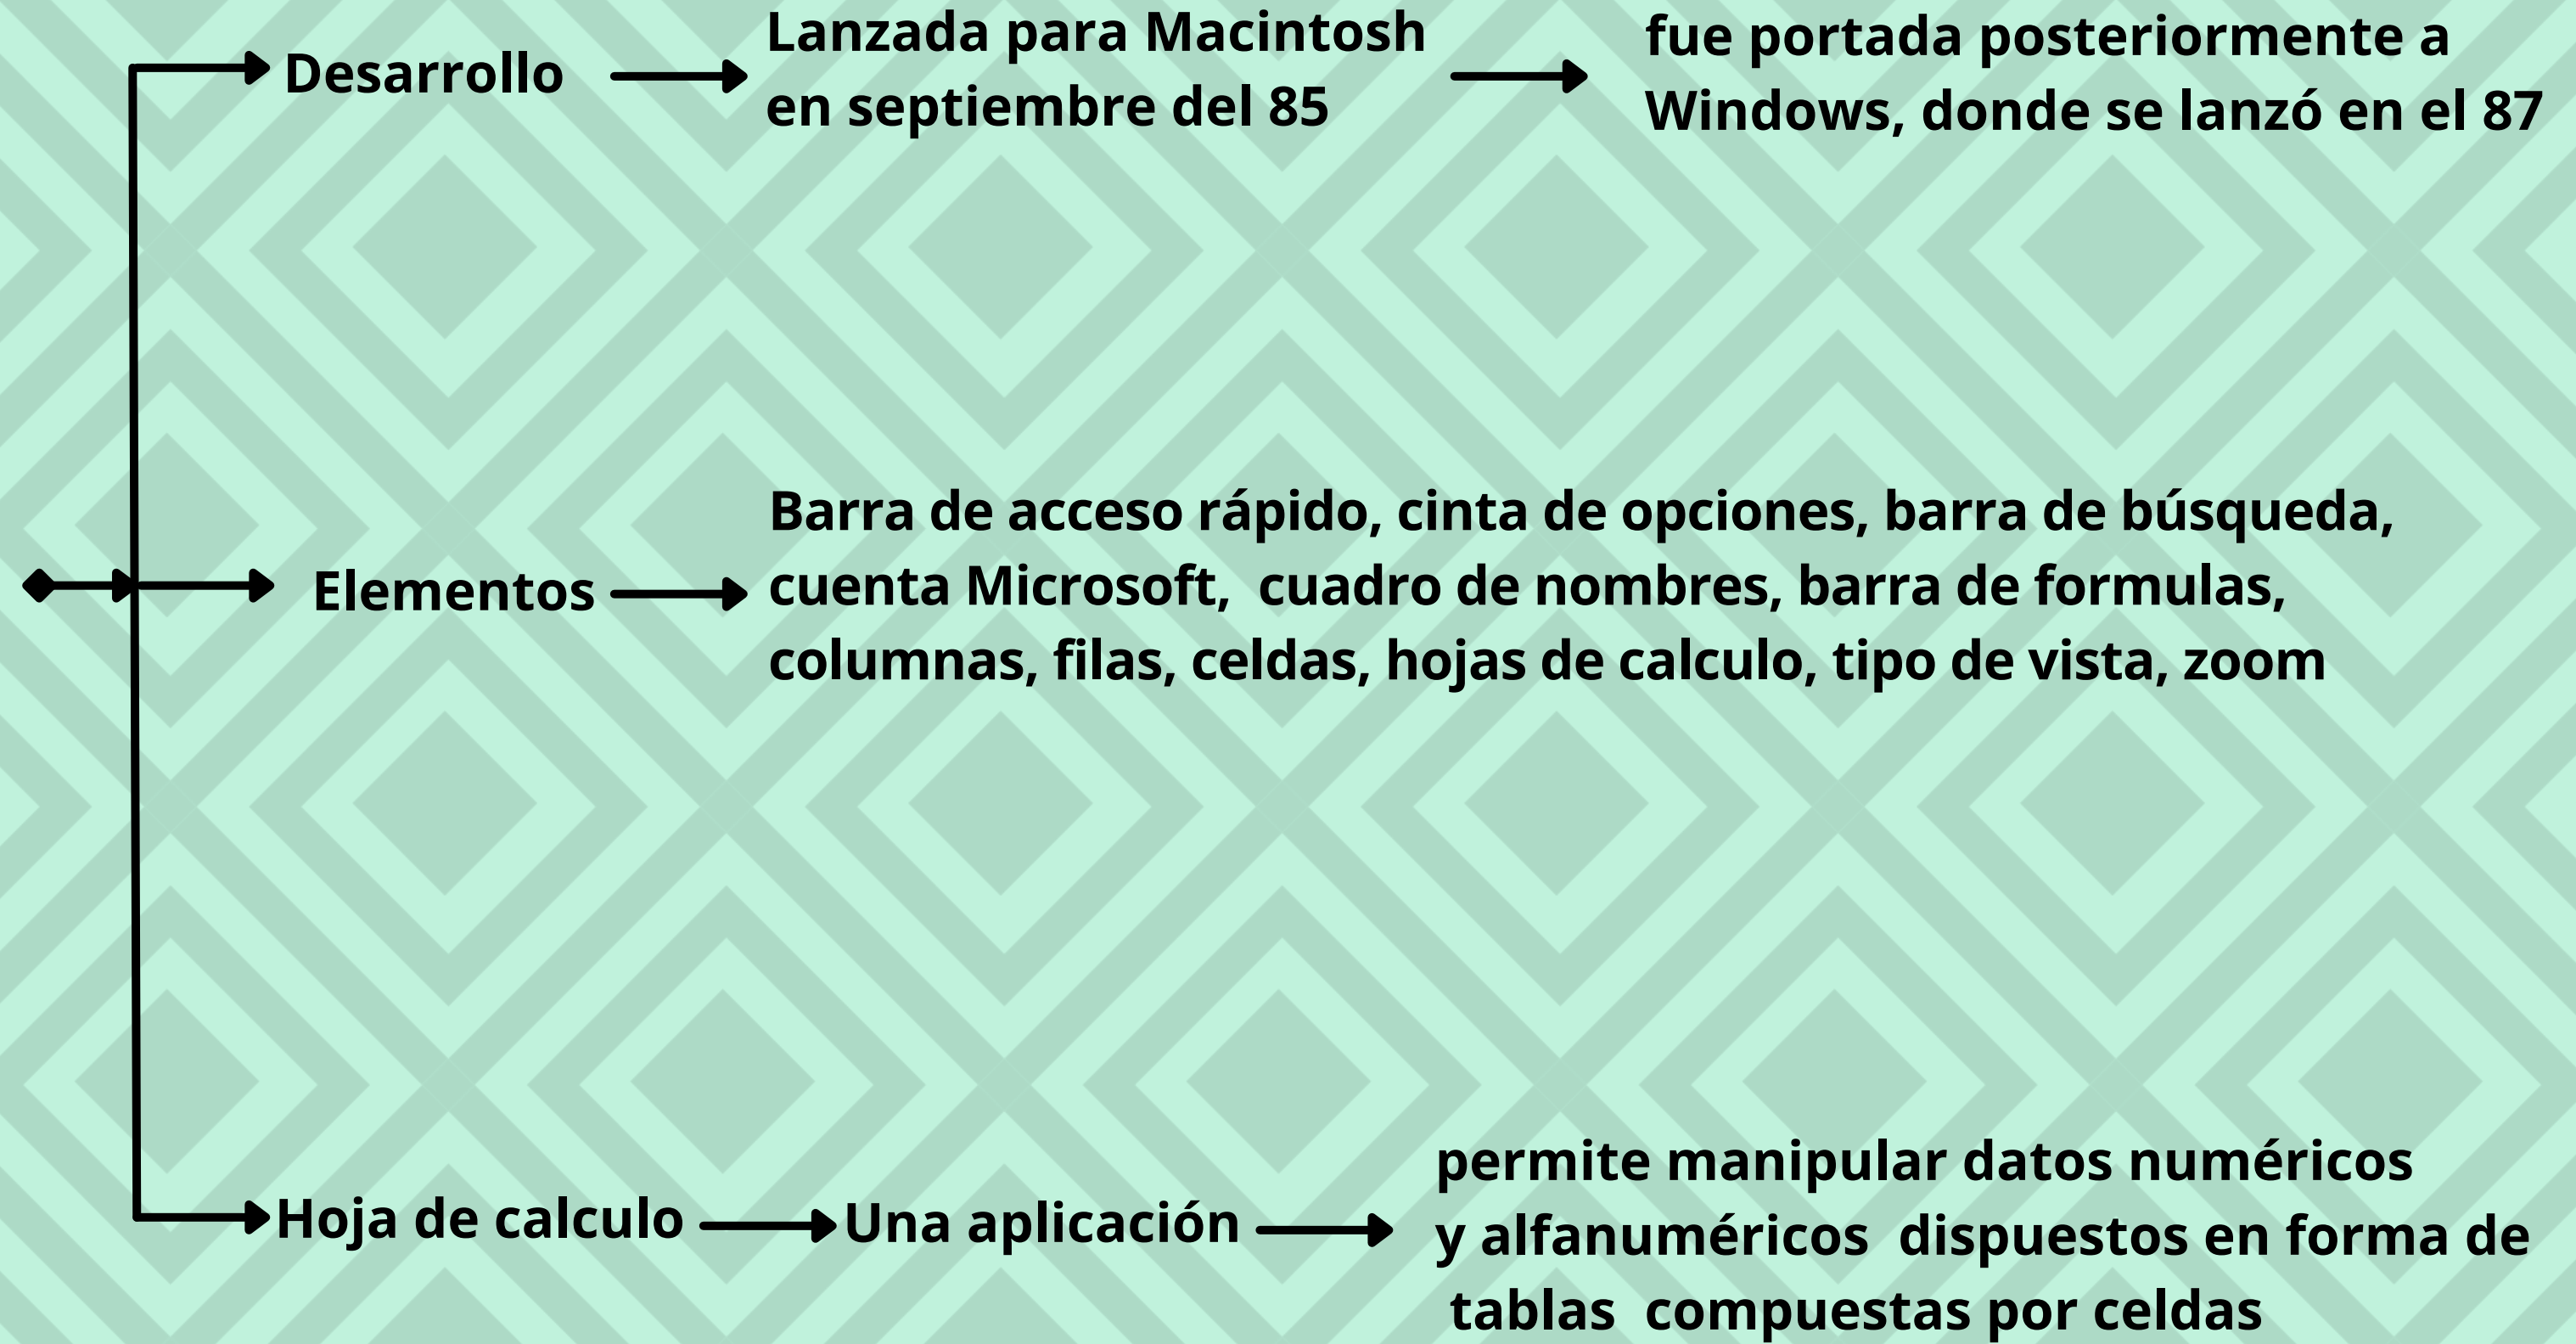 Desarrollo
Lanzada para Macintosh
en septiembre del 85
fue portada posteriormente a
Windows, donde se lanzó en el 87
Elementos
Barra de acceso rápido, cinta de opciones, barra de búsqueda,
cuenta Microsoft, cuadro de nombres, barra de formulas,
columnas, filas, celdas, hojas de calculo, tipo de vista, zoom
Hoja de calculo
Una aplicación
permite manipular datos numéricos
y alfanuméricos dispuestos en forma de
tablas compuestas por celdas